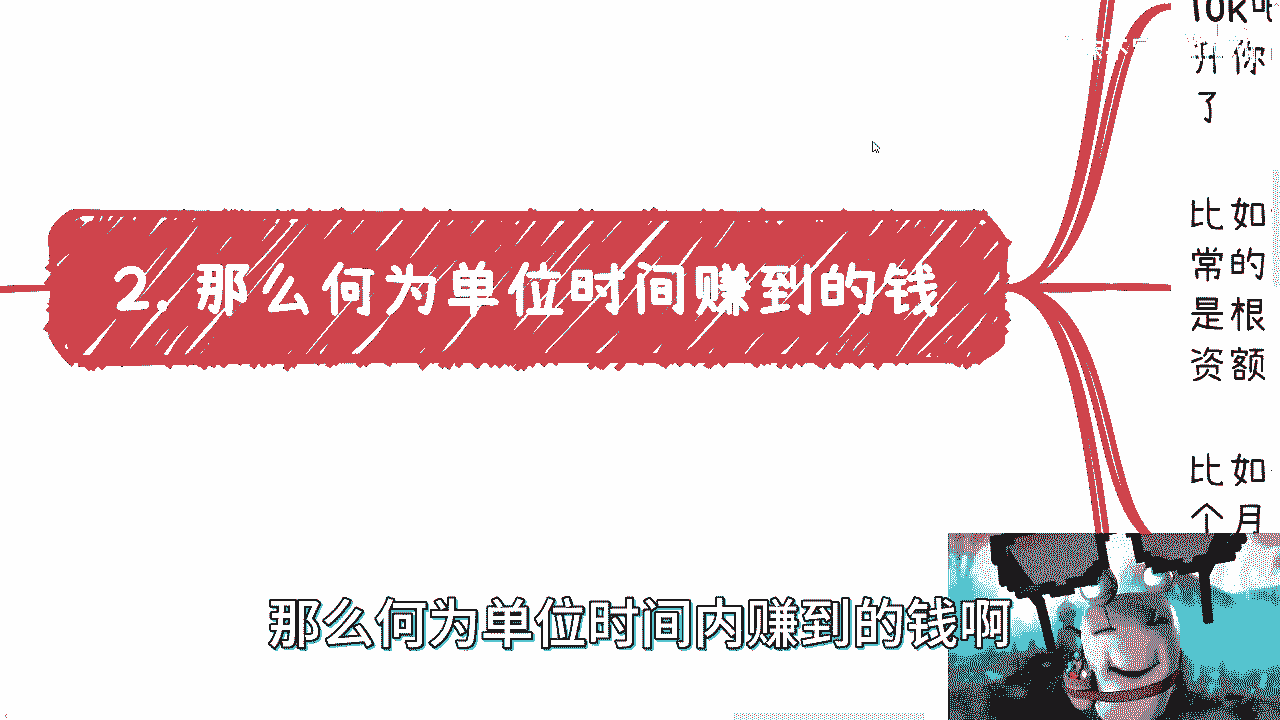 10k
升你
了
2. 那么何为单位时间赚到的钱
比如
常的
是根
资额
比如
个月
那么何为单位时间内赚到的钱啊